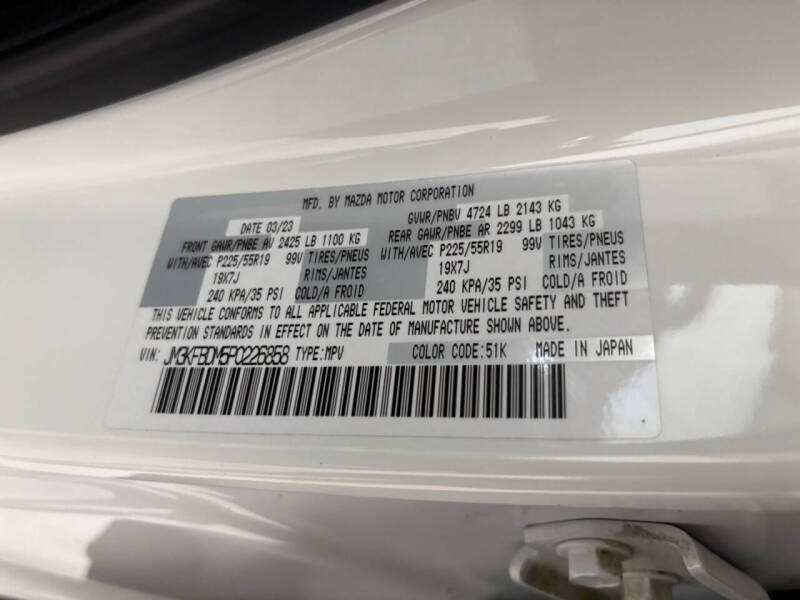 MFD. BY MAZDA MOTOR CORPORATION
DATE 03/23 GVWR/PNBV 4724 LB 2143 KG
FRONT GAWR/PNBE AV 2425 LB 1100 KG REAR GAWR/PNBE AR 2299 LB 1043 KG
WITH/AVEC P225/55R19 99V TIRES/PNEUS WITH/AVEC P225/55R19 99V TIRES/PNEUS
19X7J RIMS/JANTES 19X7J RIMS/JANTES
240 KPA/35 PSI COLD/A FROID 240 KPA/35 PSI COLD/A FROID
THIS VEHICLE CONFORMS TO ALL APPLICABLE FEDERAL MOTOR VEHICLE SAFETY AND THEFT
PREVENTION STANDARDS IN EFFECT ON THE DATE OF MANUFACTURE SHOWN ABOVE.
VIN: JM3KFBDM5P0226858 TYPE:MPV COLOR CODE:51K MADE IN JAPAN